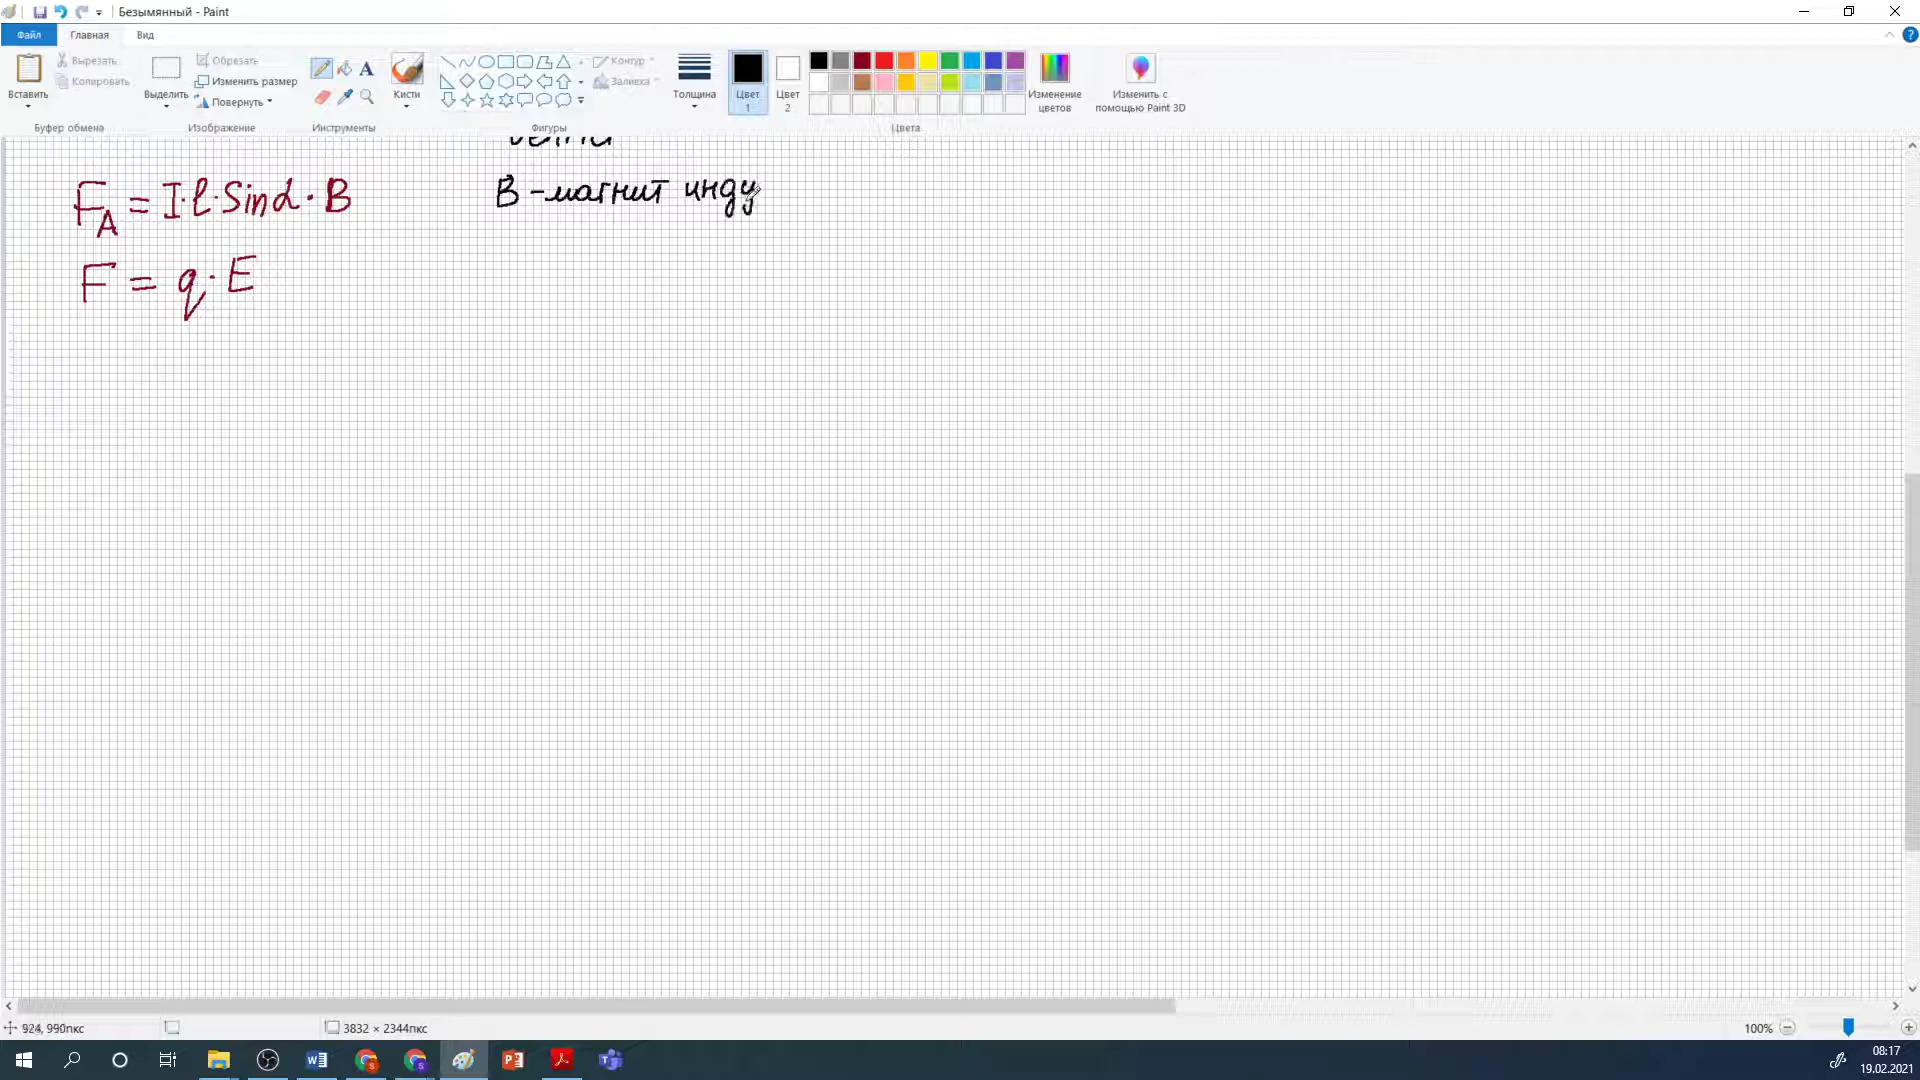 Безымянный - Paint
Файл Главная Вид
Вставить
Вырезать
Копировать
Буфер обмена
Выделить
Обрезать
Изменить размер
Повернуть
Изображение
A
Инструменты
Кисти
Контур
Заливка
Фигуры
Толщина
Цвет 1
Цвет 2
Цвета
Изменение цветов
Изменить с помощью Paint 3D
F_A = I·l·Sinα·B
B - магнит инду
F = q·E
924, 990пкс
3832 × 2344пкс
100%
08:17
19.02.2021